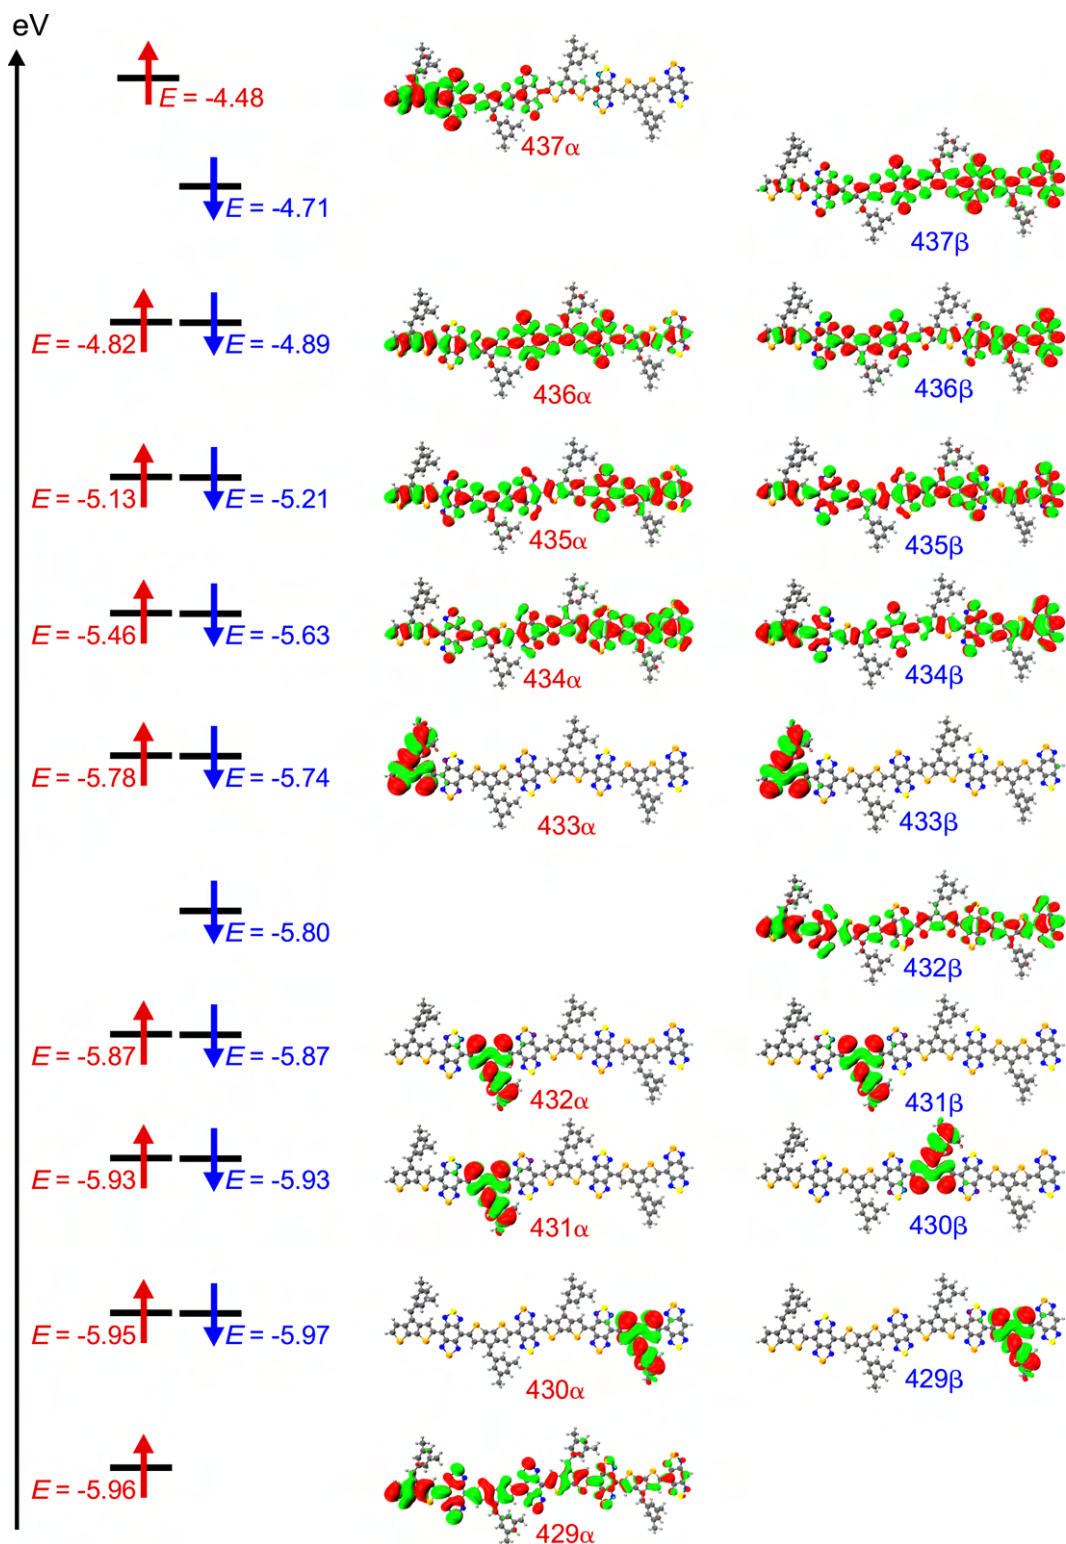 eV
E = -4.48
437α
E = -4.71
437β
E = -4.82
E = -4.89
436α
436β
E = -5.13
E = -5.21
435α
435β
E = -5.46
E = -5.63
434α
434β
E = -5.78
E = -5.74
433α
433β
E = -5.80
432β
E = -5.87
E = -5.87
432α
431β
E = -5.93
E = -5.93
431α
430β
E = -5.95
E = -5.97
430α
429β
E = -5.96
429α